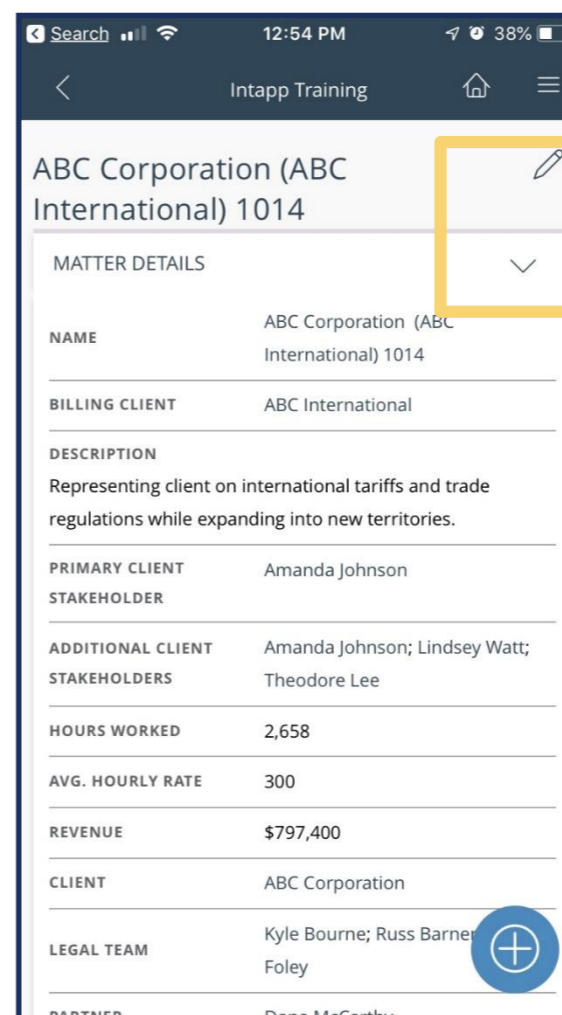 Search 12:54 PM 38%
Intapp Training
ABC Corporation (ABC
International) 1014
MATTER DETAILS
NAME
ABC Corporation (ABC
International) 1014
BILLING CLIENT ABC International
DESCRIPTION
Representing client on international tariffs and trade
regulations while expanding into new territories.
PRIMARY CLIENT
STAKEHOLDER
Amanda Johnson
ADDITIONAL CLIENT
STAKEHOLDERS
Amanda Johnson; Lindsey Watt;
Theodore Lee
HOURS WORKED 2,658
AVG. HOURLY RATE 300
REVENUE $797,400
CLIENT ABC Corporation
LEGAL TEAM
Kyle Bourne; Russ
Foley
PARTNER